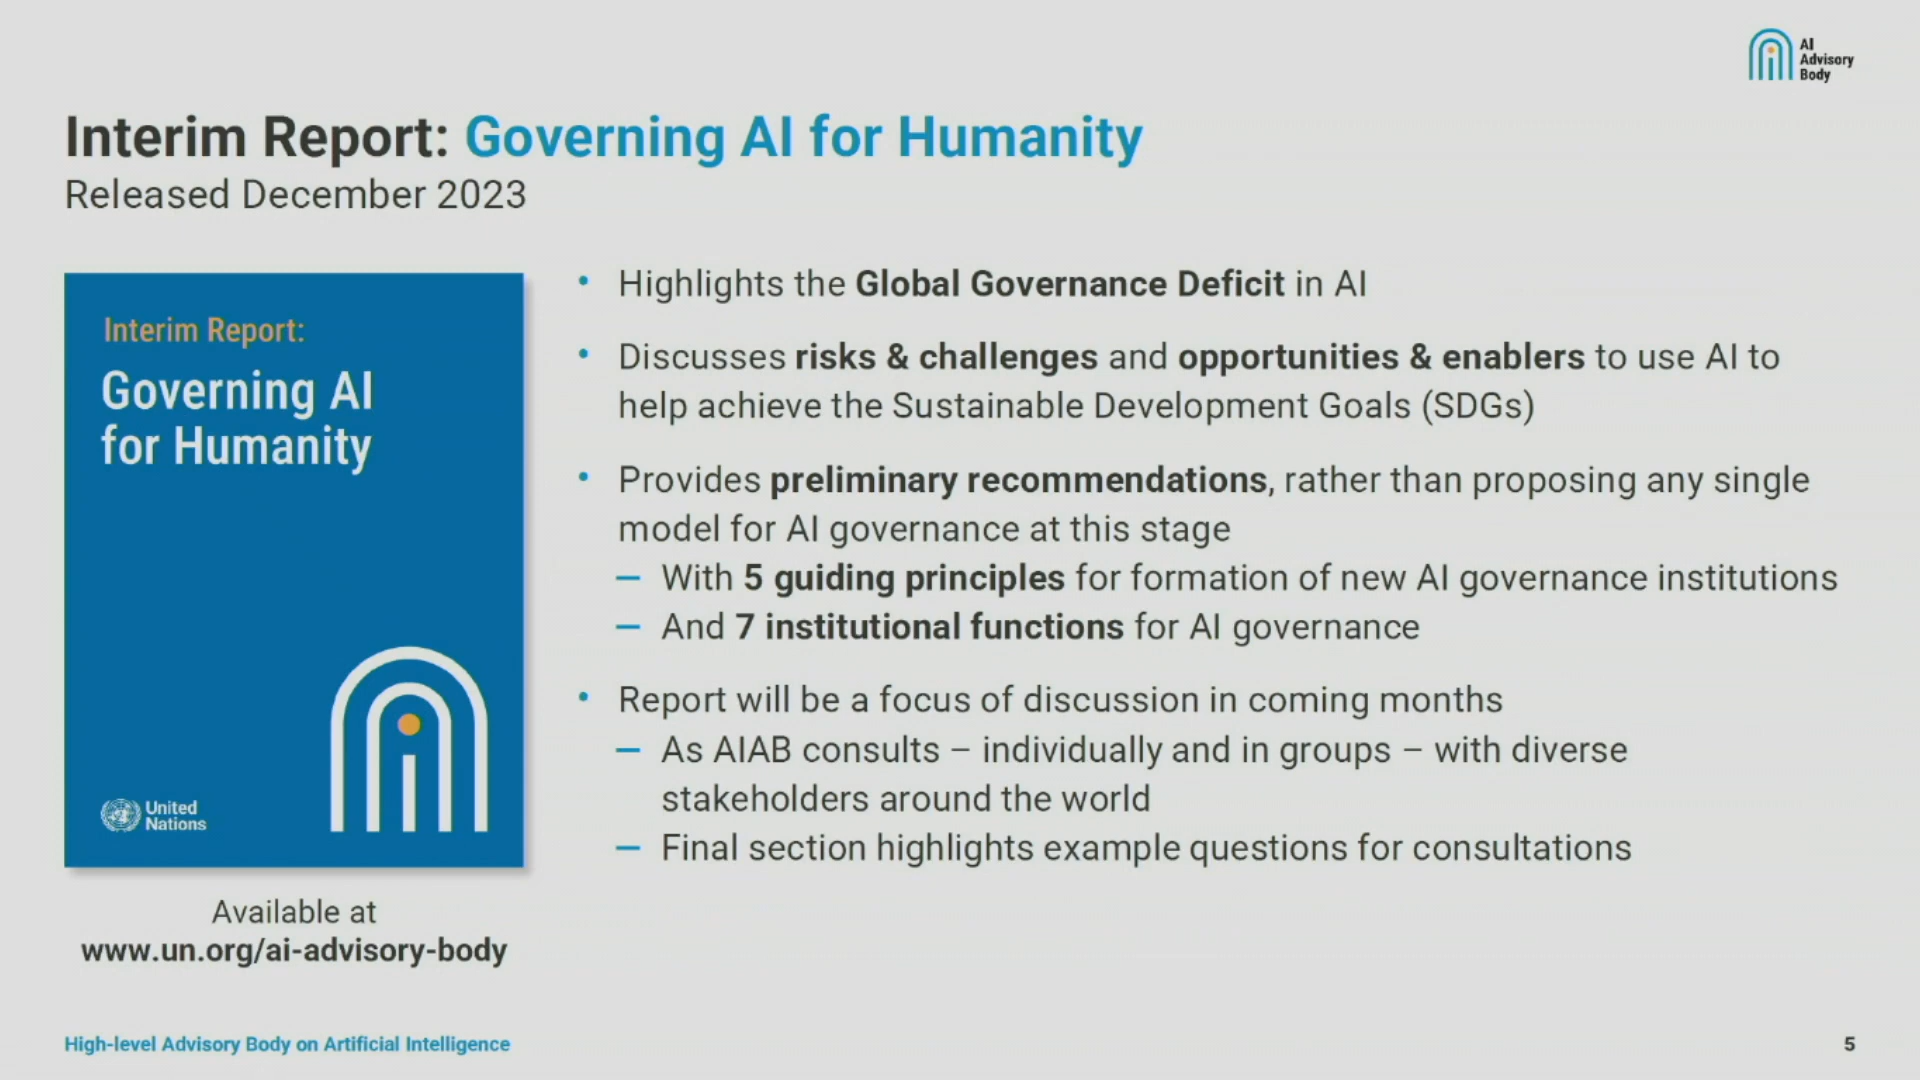 AI
Advisory
Body
Interim Report: Governing AI for Humanity
Released December 2023
Interim Report:
Governing AI
for Humanity
United
Nations
Available at
www.un.org/ai-advisory-body
• Highlights the Global Governance Deficit in AI
• Discusses risks & challenges and opportunities & enablers to use AI to
help achieve the Sustainable Development Goals (SDGs)
• Provides preliminary recommendations, rather than proposing any single
model for AI governance at this stage
– With 5 guiding principles for formation of new AI governance institutions
– And 7 institutional functions for AI governance
• Report will be a focus of discussion in coming months
– As AIAB consults – individually and in groups – with diverse
stakeholders around the world
– Final section highlights example questions for consultations
High-level Advisory Body on Artificial Intelligence
5